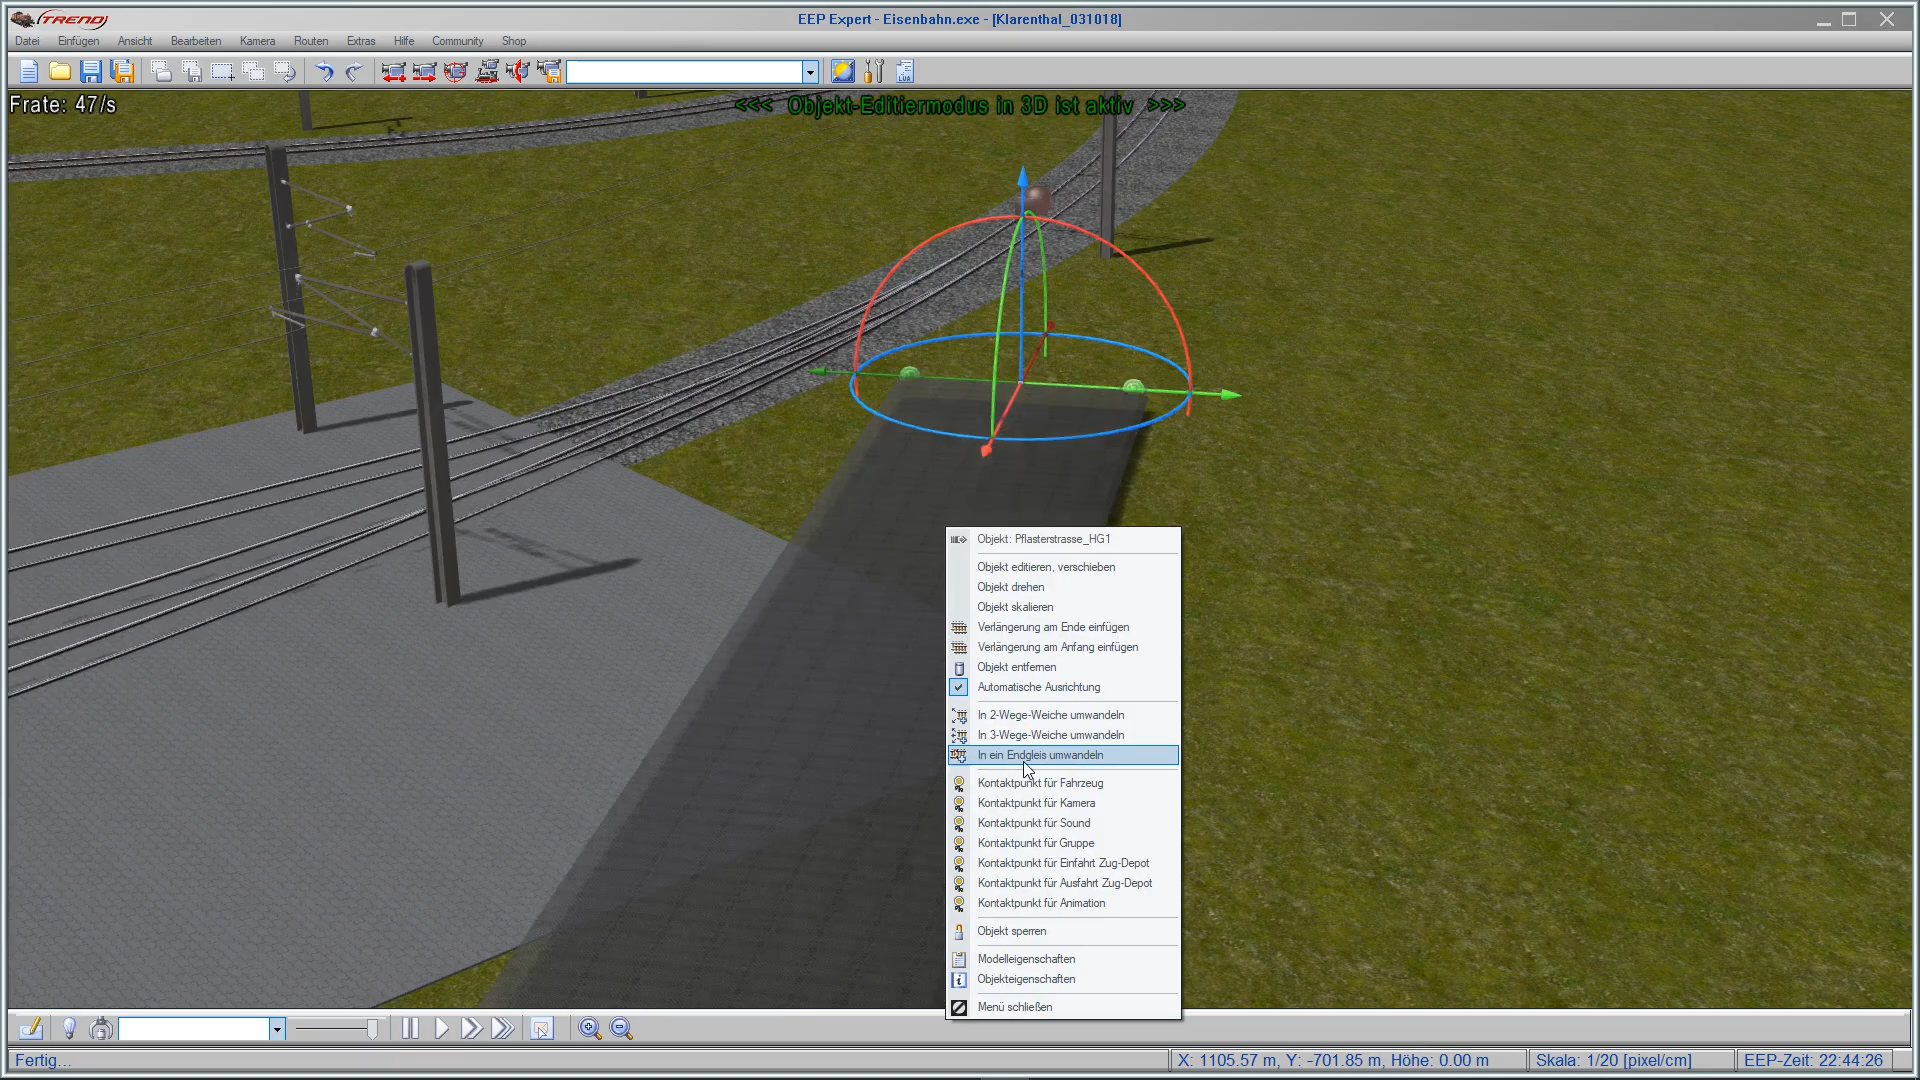 TREND
EEP Expert - Eisenbahn.exe - [Klarenthal_031018]
Datei Einfügen Ansicht Bearbeiten Kamera Routen Extras Hilfe Community Shop
LUA
Frate: 47/s
<<< Objekt-Editiermodus in 3D ist aktiv >>>
Objekt: Pflasterstrasse_HG1
Objekt editieren, verschieben
Objekt drehen
Objekt skalieren
Verlängerung am Ende einfügen
Verlängerung am Anfang einfügen
Objekt entfernen
Automatische Ausrichtung
In 2-Wege-Weiche umwandeln
In 3-Wege-Weiche umwandeln
In ein Endgleis umwandeln
Kontaktpunkt für Fahrzeug
Kontaktpunkt für Kamera
Kontaktpunkt für Sound
Kontaktpunkt für Gruppe
Kontaktpunkt für Einfahrt Zug-Depot
Kontaktpunkt für Ausfahrt Zug-Depot
Kontaktpunkt für Animation
Objekt sperren
Modelleigenschaften
Objekteigenschaften
Menü schließen
Fertig... X: 1105.57 m, Y: -701.85 m, Höhe: 0.00 m Skala: 1/20 [pixel/cm] EEP-Zeit: 22:44:26